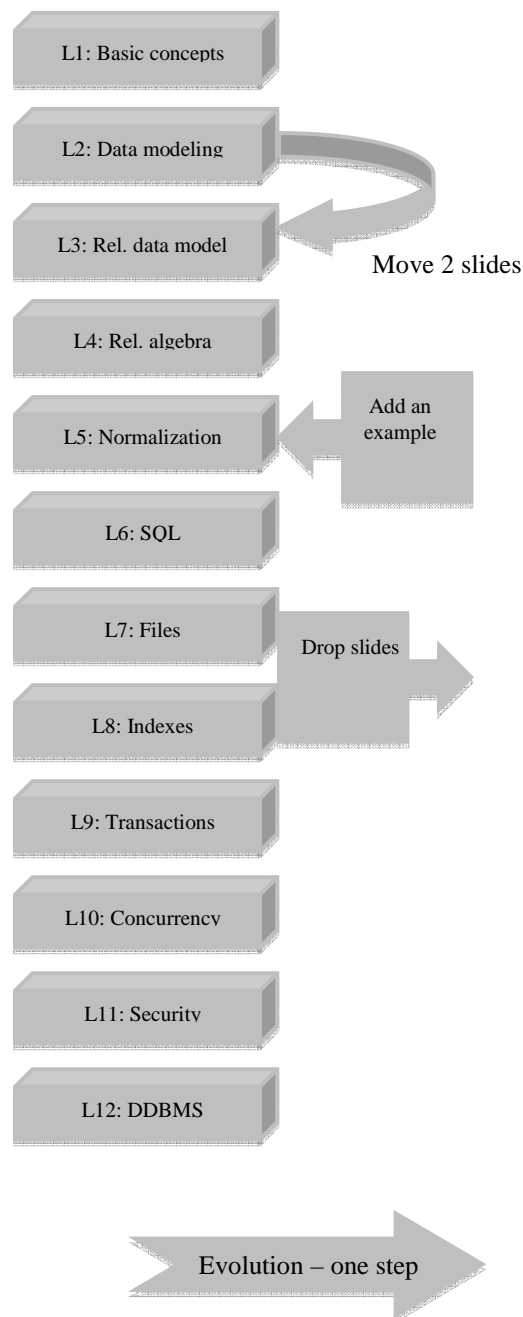 L1: Basic concepts
L2: Data modeling
L3: Rel. data model
Move 2 slides
L4: Rel. algebra
Add an
example
L5: Normalization
L6: SQL
L7: Files
Drop slides
L8: Indexes
L9: Transactions
L10: Concurrency
L11: Security
L12: DDBMS
Evolution – one step